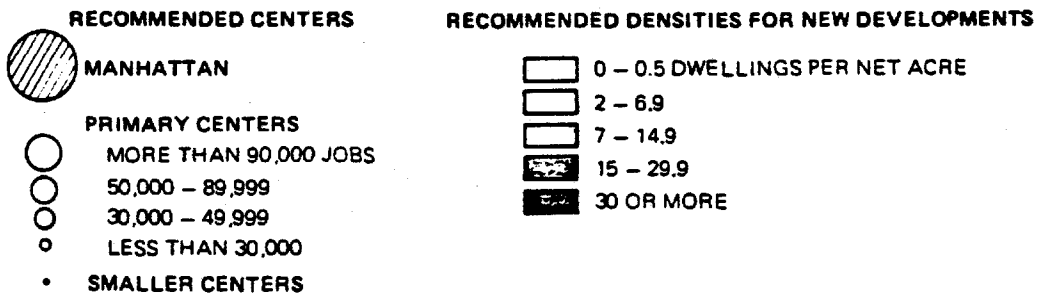 RECOMMENDED CENTERS
MANHATTAN
PRIMARY CENTERS
MORE THAN 90,000 JOBS
50,000 – 89,999
30,000 – 49,999
LESS THAN 30,000
SMALLER CENTERS
RECOMMENDED DENSITIES FOR NEW DEVELOPMENTS
0 – 0.5 DWELLINGS PER NET ACRE
2 – 6.9
7 – 14.9
15 – 29.9
30 OR MORE